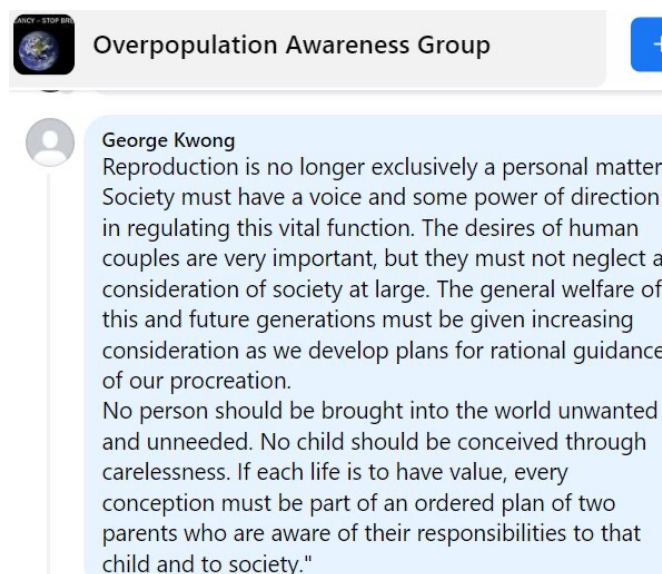 ANCY – STOP BRE
Overpopulation Awareness Group
+
George Kwong
Reproduction is no longer exclusively a personal matter
Society must have a voice and some power of direction
in regulating this vital function. The desires of human
couples are very important, but they must not neglect a
consideration of society at large. The general welfare of
this and future generations must be given increasing
consideration as we develop plans for rational guidance
of our procreation.
No person should be brought into the world unwanted
and unneeded. No child should be conceived through
carelessness. If each life is to have value, every
conception must be part of an ordered plan of two
parents who are aware of their responsibilities to that
child and to society."